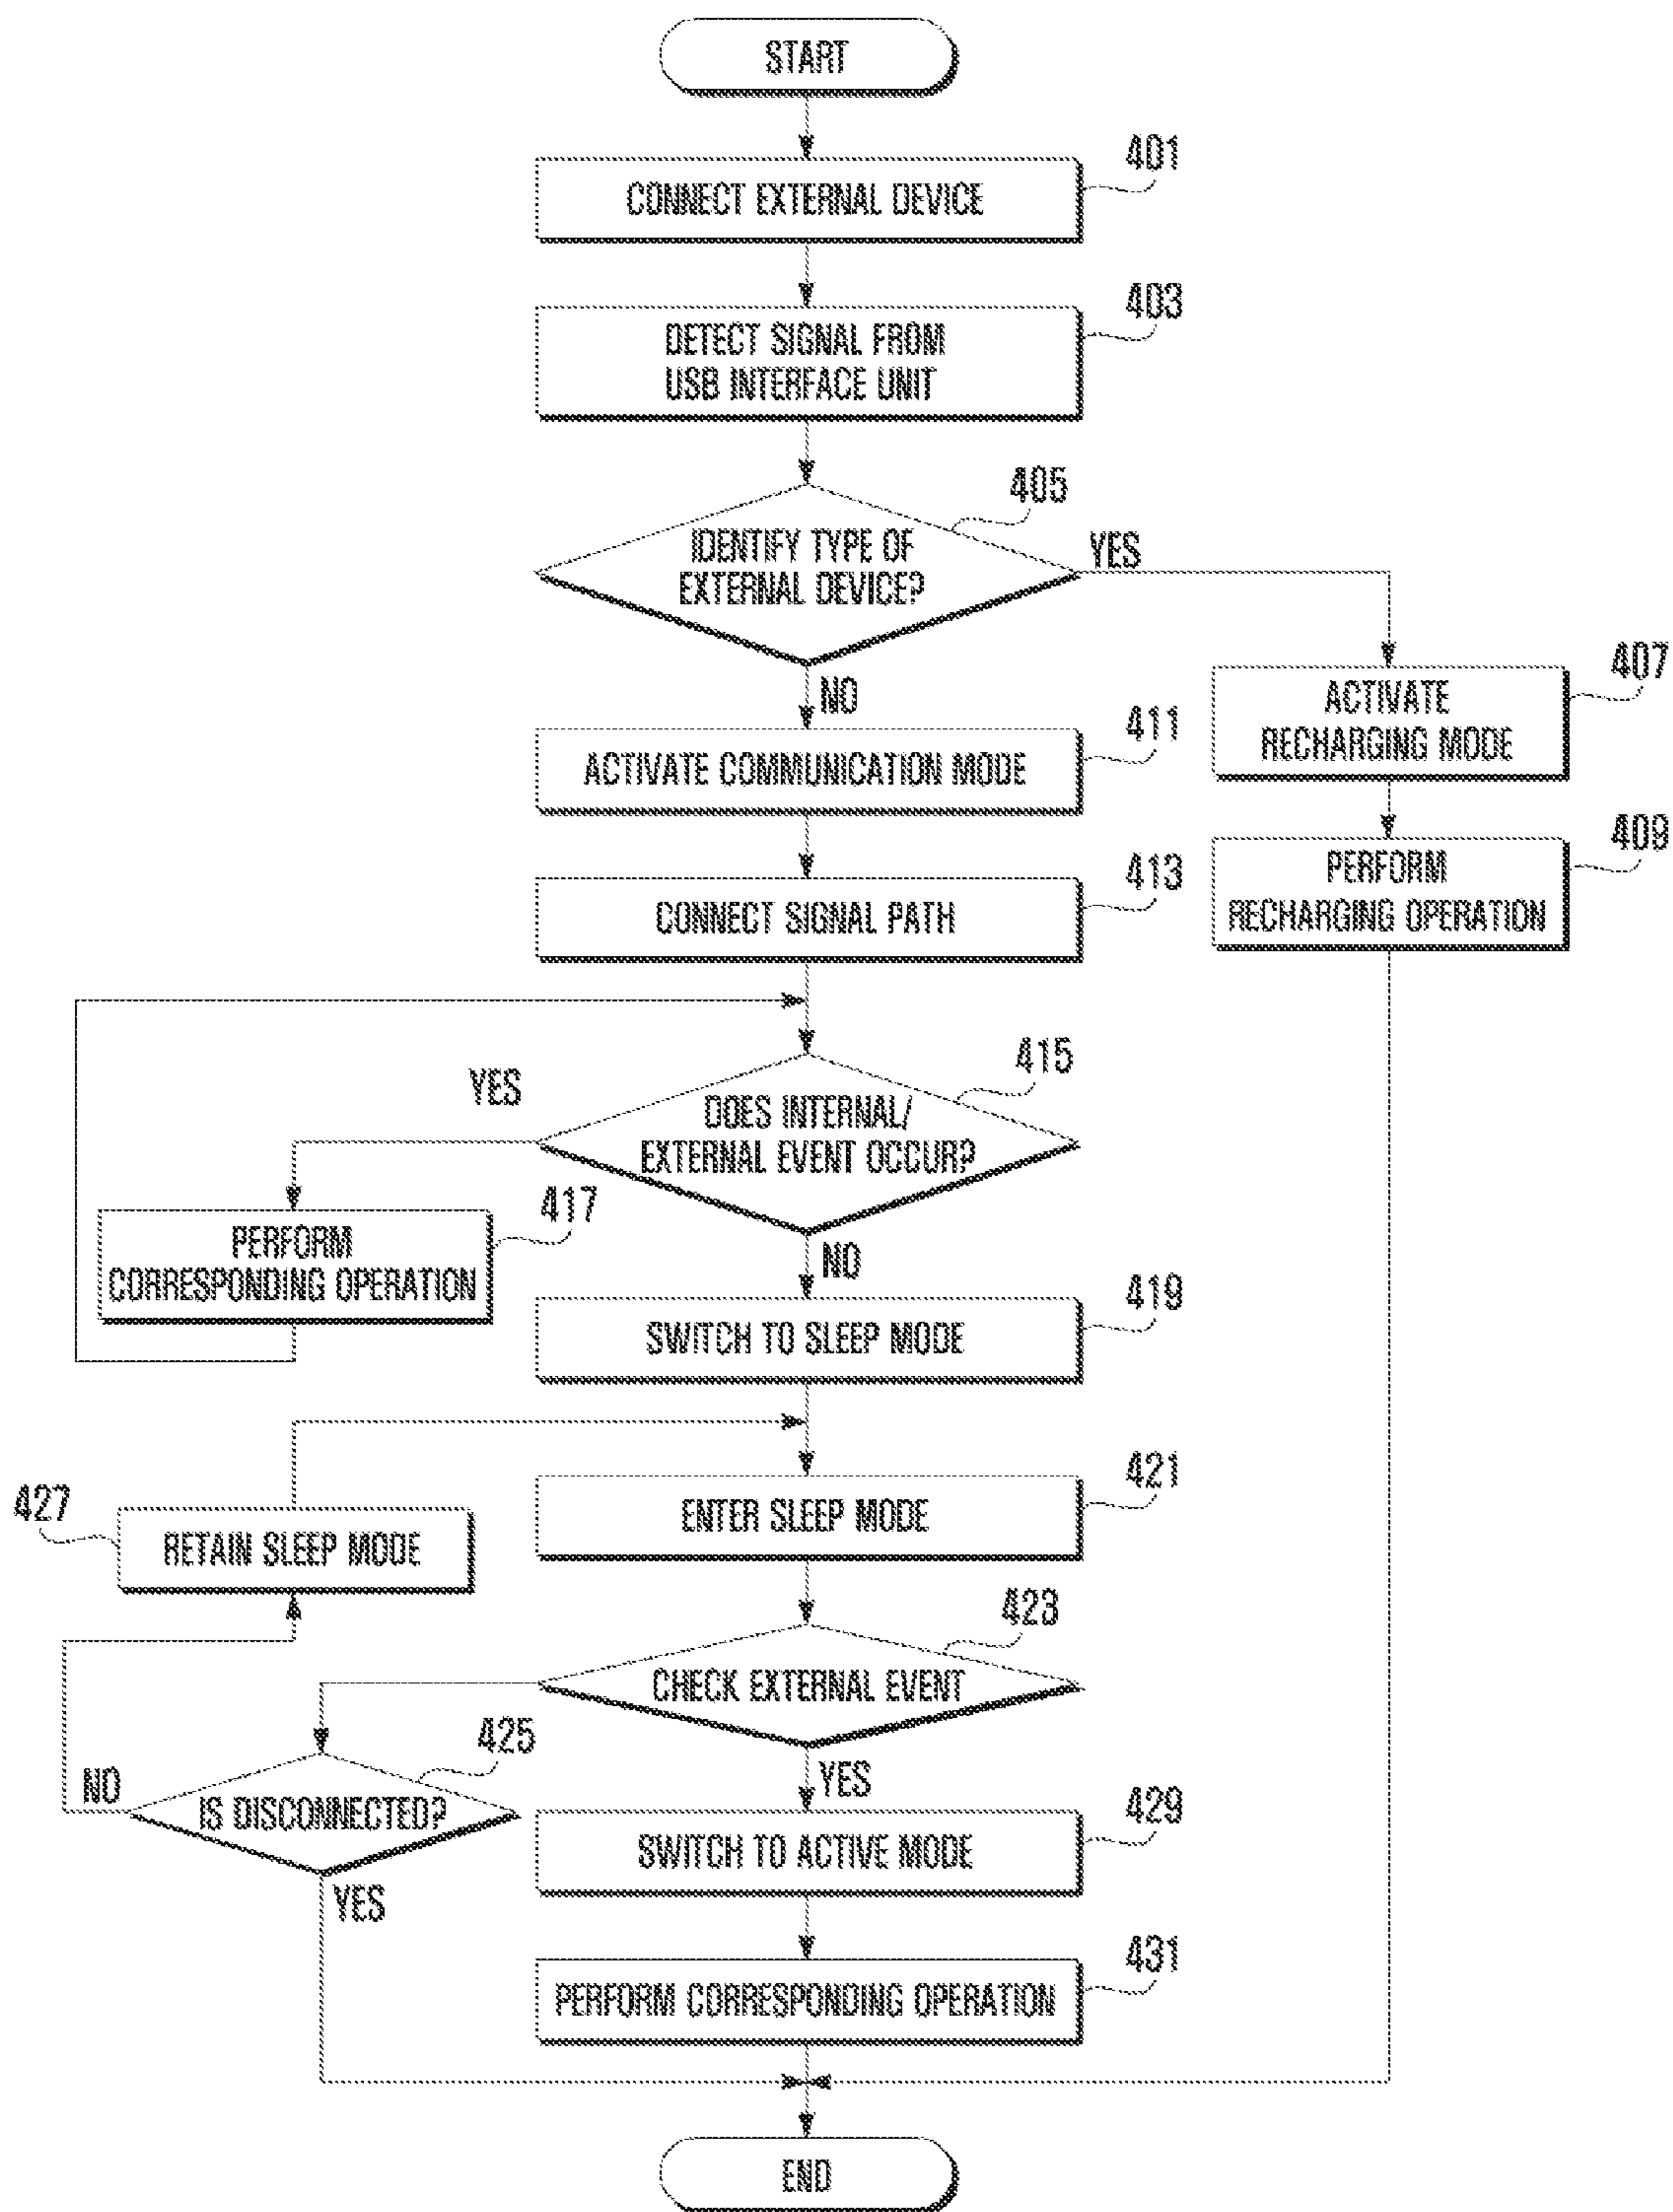 START
401
CONNECT EXTERNAL DEVICE
403
DETECT SIGNAL FROM
USB INTERFACE UNIT
405
IDENTIFY TYPE OF
EXTERNAL DEVICE?
YES
NO
407
ACTIVATE
RECHARGING MODE
411
ACTIVATE COMMUNICATION MODE
409
PERFORM
RECHARGING OPERATION
413
CONNECT SIGNAL PATH
415
YES
DOES INTERNAL/
EXTERNAL EVENT OCCUR?
417
PERFORM
CORRESPONDING OPERATION
NO
419
SWITCH TO SLEEP MODE
421
ENTER SLEEP MODE
427
RETAIN SLEEP MODE
423
CHECK EXTERNAL EVENT
425
NO
IS DISCONNECTED?
YES
YES
429
SWITCH TO ACTIVE MODE
431
PERFORM CORRESPONDING OPERATION
END